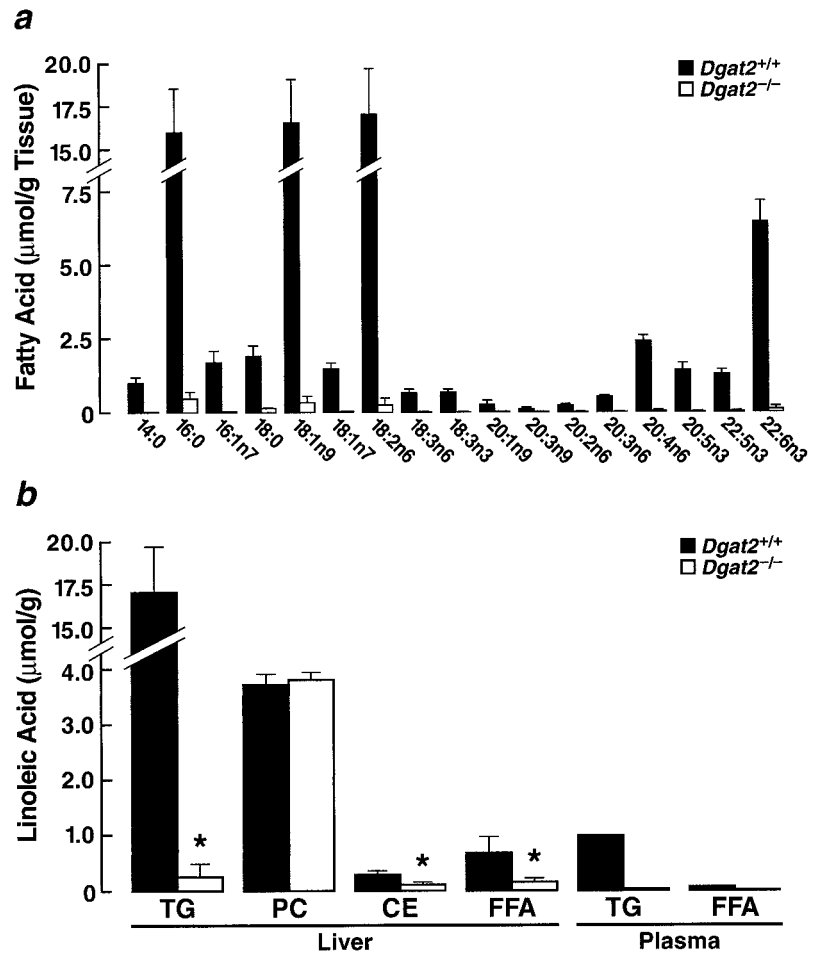 a
20.0
17.5
15.0
7.5
5.0
2.5
0
Fatty Acid (μmol/g Tissue)
Dgat2+/+
Dgat2−/−
14:0
16:0
16:1n7
18:0
18:1n9
18:1n7
18:2n6
18:3n6
18:3n3
20:1n9
20:3n9
20:2n6
20:3n6
20:4n6
20:5n3
22:5n3
22:6n3
b
20.0
17.5
15.0
4.0
3.0
2.0
1.0
0
Linoleic Acid (μmol/g)
Dgat2+/+
Dgat2−/−
*
*
*
TG PC CE FFA TG FFA
Liver Plasma